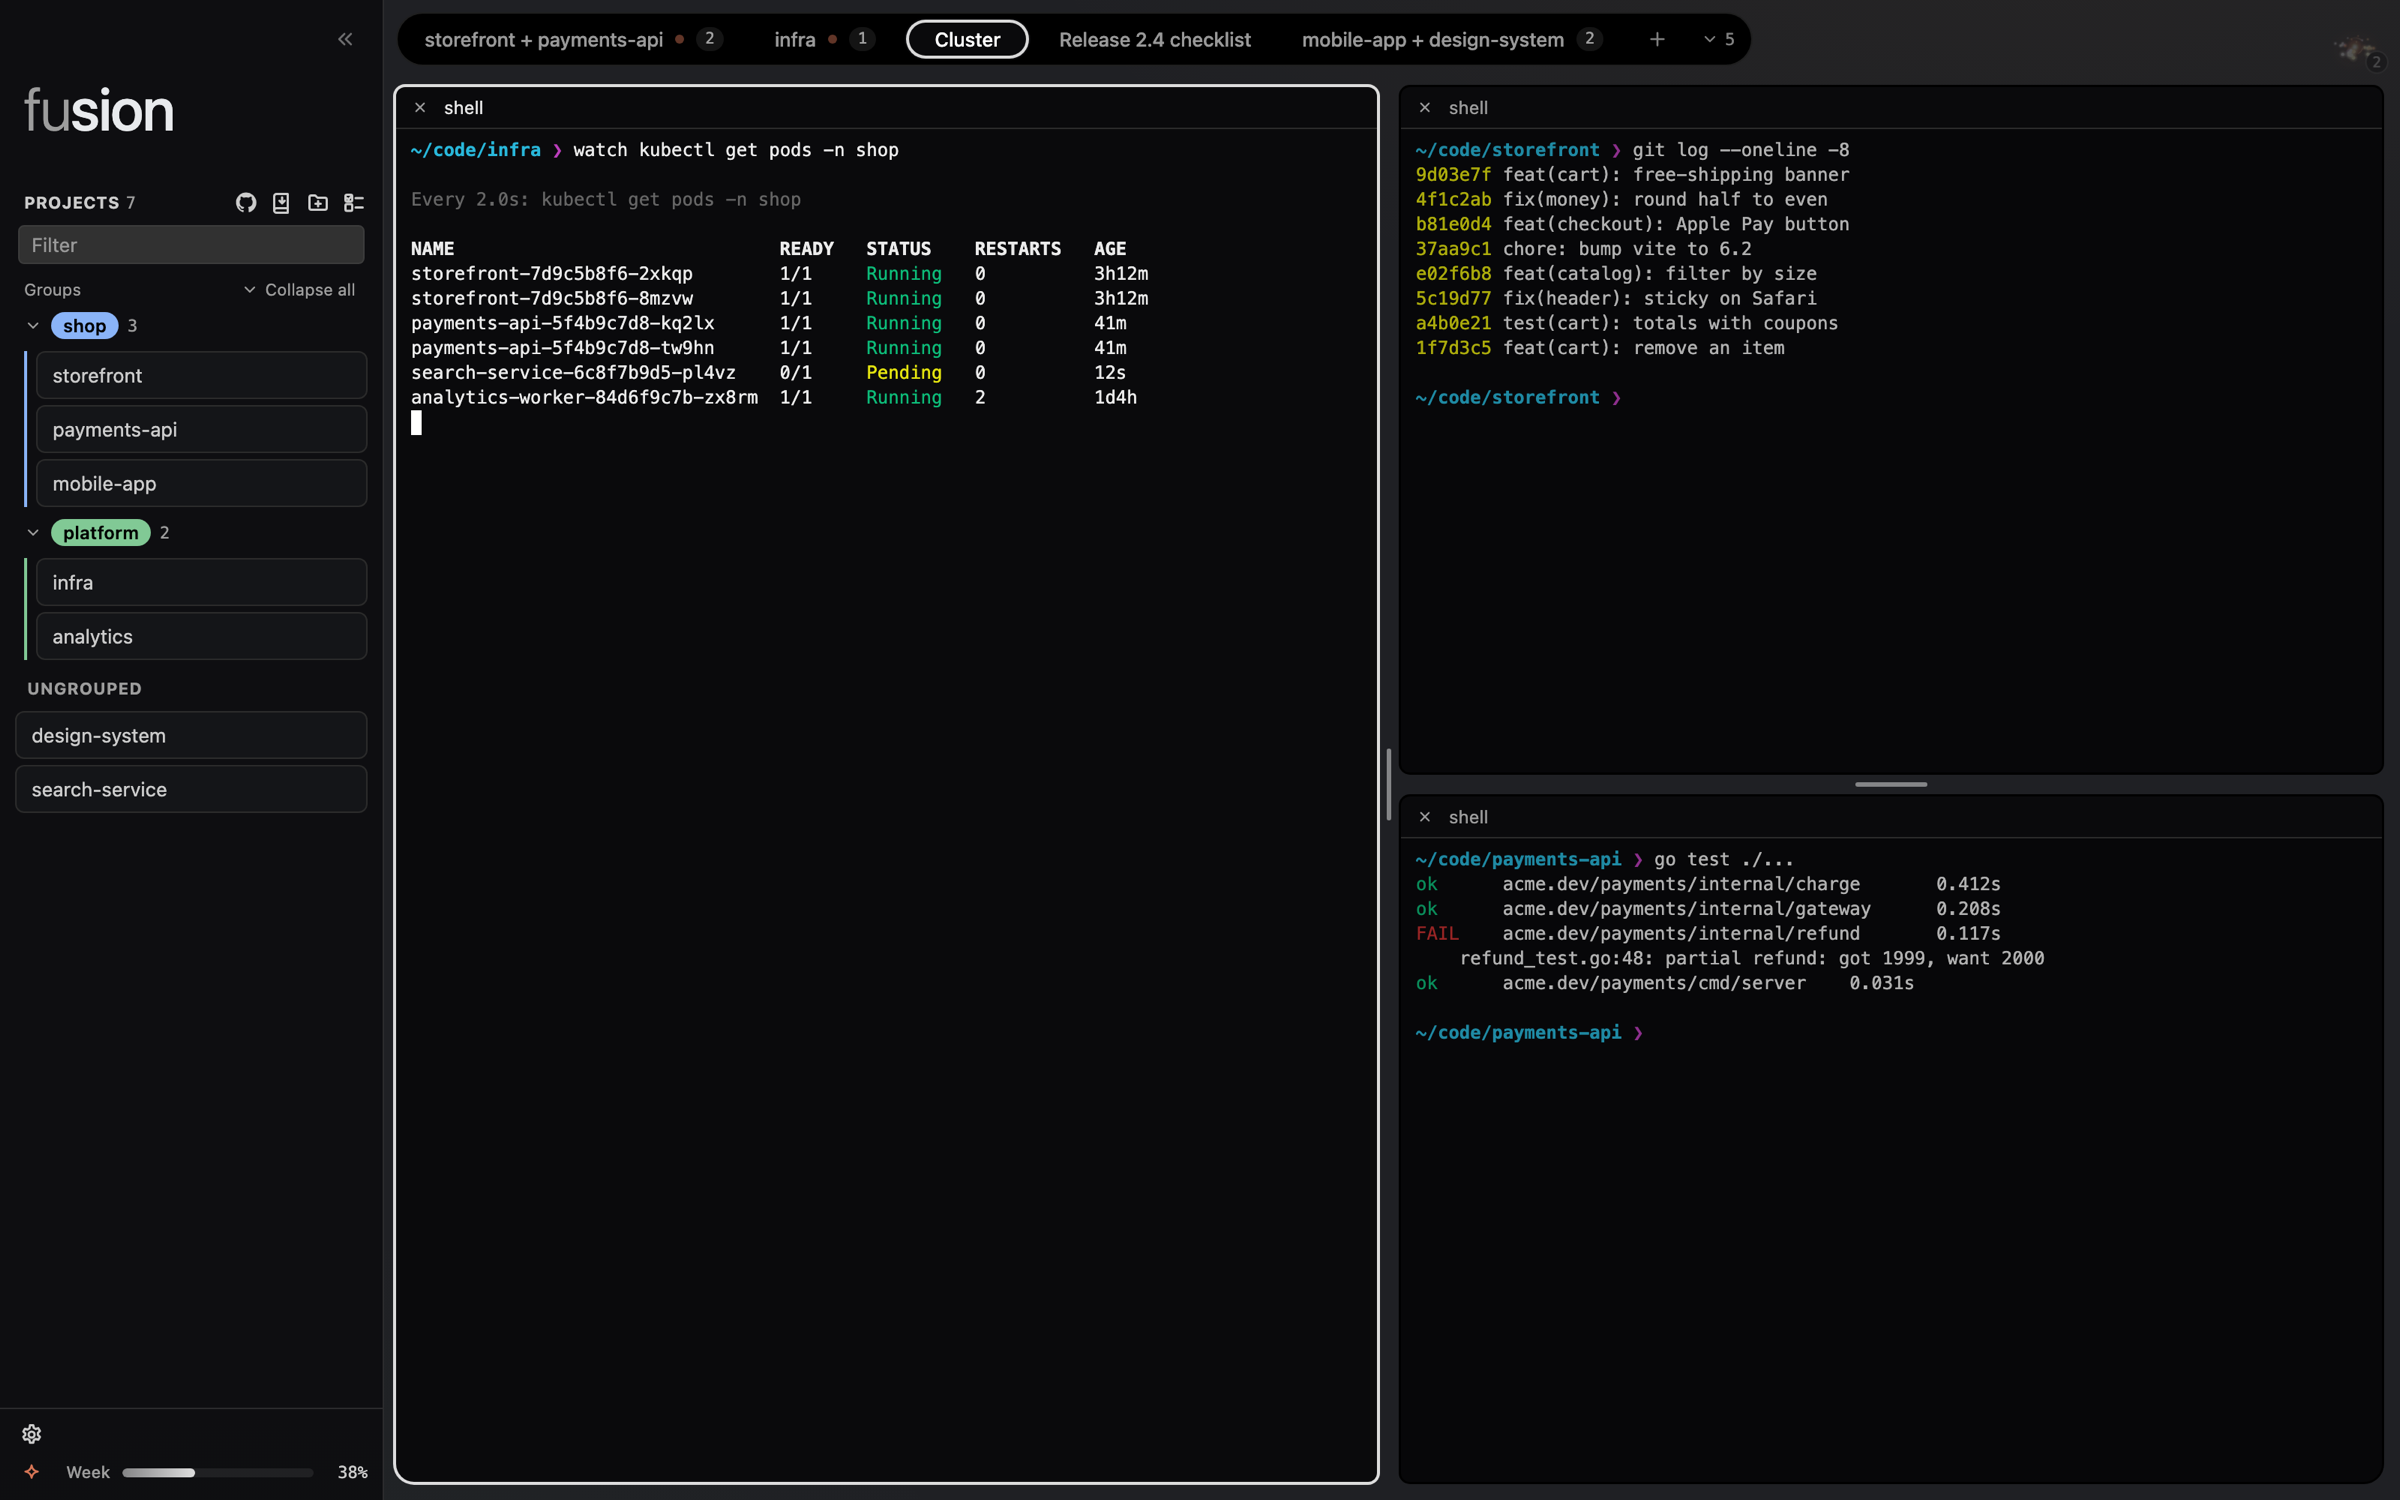 fusion
PROJECTS 7
Filter
Groups
Collapse all
shop 3
storefront
payments-api
mobile-app
platform 2
infra
analytics
UNGROUPED
design-system
search-service
Week 38%
storefront + payments-api 2
infra 1
Cluster
Release 2.4 checklist
mobile-app + design-system 2
+
5
2
× shell
~/code/infra ❯ watch kubectl get pods -n shop
Every 2.0s: kubectl get pods -n shop
NAME READY STATUS RESTARTS AGE
storefront-7d9c5b8f6-2xkqp 1/1 Running 0 3h12m
storefront-7d9c5b8f6-8mzvw 1/1 Running 0 3h12m
payments-api-5f4b9c7d8-kq2lx 1/1 Running 0 41m
payments-api-5f4b9c7d8-tw9hn 1/1 Running 0 41m
search-service-6c8f7b9d5-pl4vz 0/1 Pending 0 12s
analytics-worker-84d6f9c7b-zx8rm 1/1 Running 2 1d4h
× shell
~/code/storefront ❯ git log --oneline -8
9d03e7f feat(cart): free-shipping banner
4f1c2ab fix(money): round half to even
b81e0d4 feat(checkout): Apple Pay button
37aa9c1 chore: bump vite to 6.2
e02f6b8 feat(catalog): filter by size
5c19d77 fix(header): sticky on Safari
a4b0e21 test(cart): totals with coupons
1f7d3c5 feat(cart): remove an item
~/code/storefront ❯
× shell
~/code/payments-api ❯ go test ./...
ok acme.dev/payments/internal/charge 0.412s
ok acme.dev/payments/internal/gateway 0.208s
FAIL acme.dev/payments/internal/refund 0.117s
refund_test.go:48: partial refund: got 1999, want 2000
ok acme.dev/payments/cmd/server 0.031s
~/code/payments-api ❯